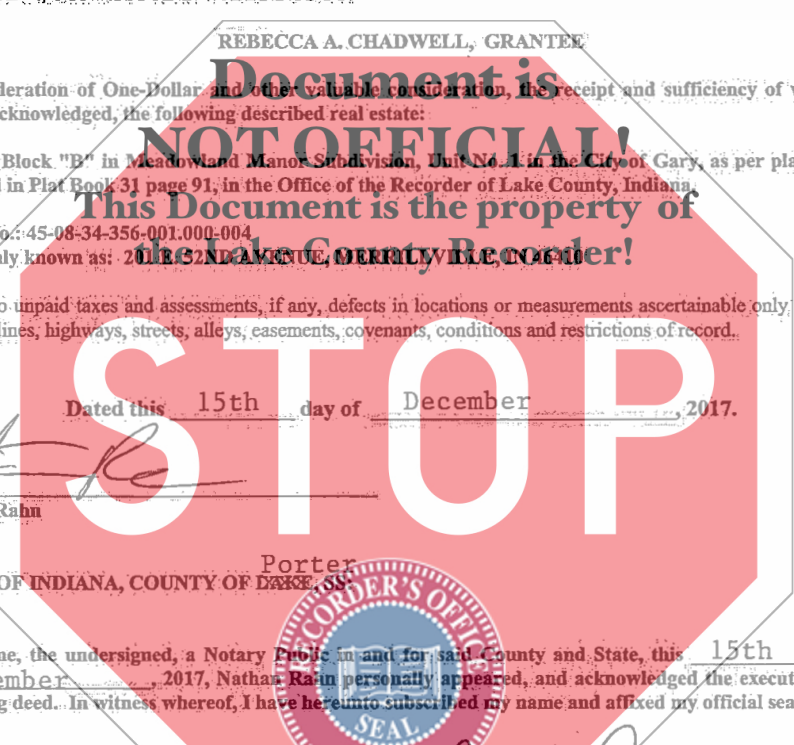 REBECCA A. CHADWELL, GRANTEE
Document is
deration of One-Dollar and other valuable consideration, the receipt and sufficiency of
cknowledged, the following described real estate:
NOT OFFICIAL!
Block "B" in Meadowland Manor Subdivision, Unit No. 1 in the City of Gary, as per pla
in Plat Book 31 page 91, in the Office of the Recorder of Lake County, Indiana.
This Document is the property of
o.: 45-08-34-356-001.000-004
the Lake County Recorder!
ly known as: 52ND AVENUE, MERRILLVILLE, IN 46410
o unpaid taxes and assessments, if any, defects in locations or measurements ascertainable only
lines, highways, streets, alleys, easements, covenants, conditions and restrictions of record.
STOP
Dated this 15th day of December, 2017.
Rahn
Porter
OF INDIANA, COUNTY OF LAKE, SS:
RECORDER'S OFFICE
ne, the undersigned, a Notary Public in and for said County and State, this 15th
ember, 2017, Nathan Rahn personally appeared, and acknowledged the execut
g deed. In witness whereof, I have hereunto subscribed my name and affixed my official sea
SEAL